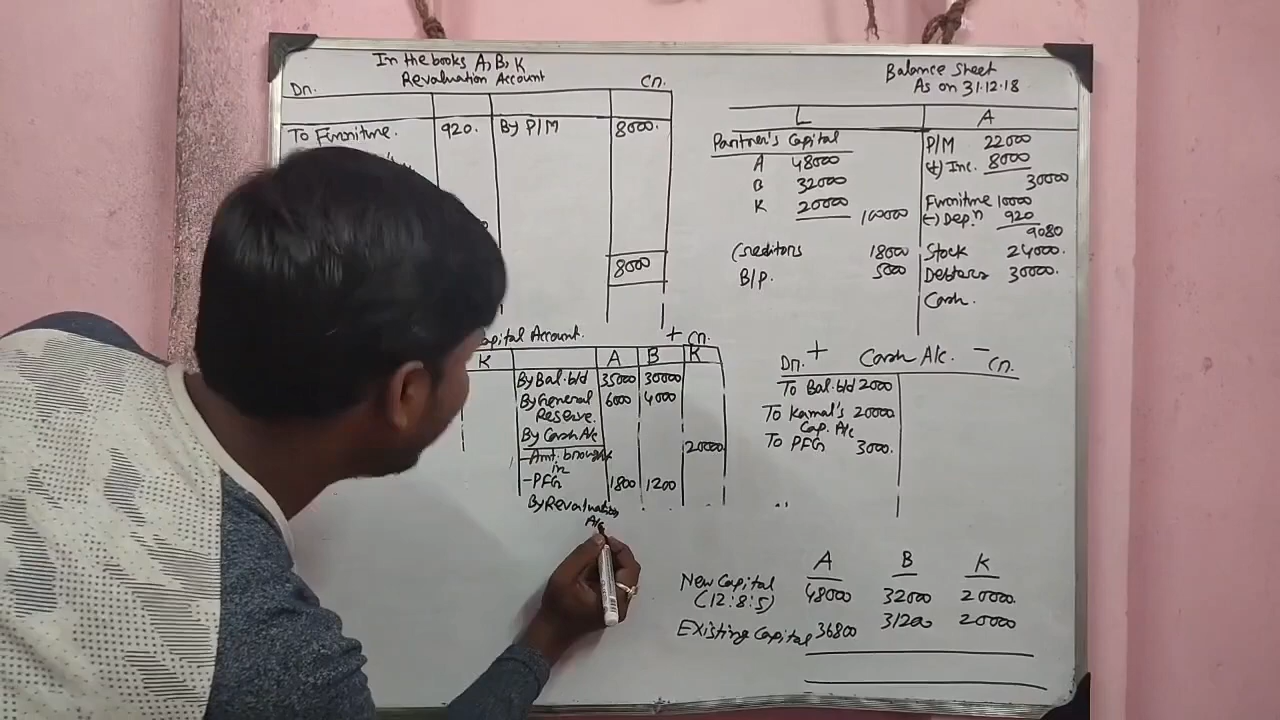 In the books A, B, K
Revaluation Account
Dr. Cr.
To Furniture. 920. By P/M 8000.
8000
Capital Account. + Cr.
K A B K
By Bal. b/d 35000 30000
By General 6000 4000
Reserve.
By Cash A/c
20000
-Amt. brought
in
-PFG 1800 1200
By Revaluation
A/c
Balance Sheet
As on 31.12.18
L A
Partner's Capital
A 48000
B 32000
K 20000
100000
Creditors 18000
B/P. 5000
P/M 22000
(+) Inc. 8000
30000
Furniture 10000
(-) Dep.n 920
9080
Stock 24000.
Debtors 30000.
Cash.
Dr. + Cash A/c. - Cr.
To Bal. b/d 2000
To Kamal's 20000
Cap. A/c
To PFG 3000.
A B K
New Capital
(12:8:5) 48000 32000 20000.
Existing Capital 36800 31200 20000